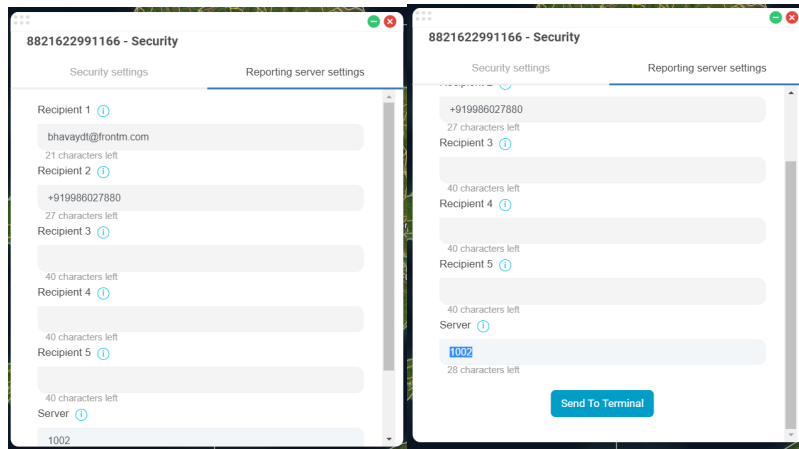 8821622991166 - Security
Security settings
Reporting server settings
Recipient 1
bhavaydt@frontm.com
21 characters left
Recipient 2
+919986027880
27 characters left
Recipient 3
40 characters left
Recipient 4
40 characters left
Recipient 5
40 characters left
Server
1002
8821622991166 - Security
Security settings
Reporting server settings
+919986027880
27 characters left
Recipient 3
40 characters left
Recipient 4
40 characters left
Recipient 5
40 characters left
Server
1002
28 characters left
Send To Terminal